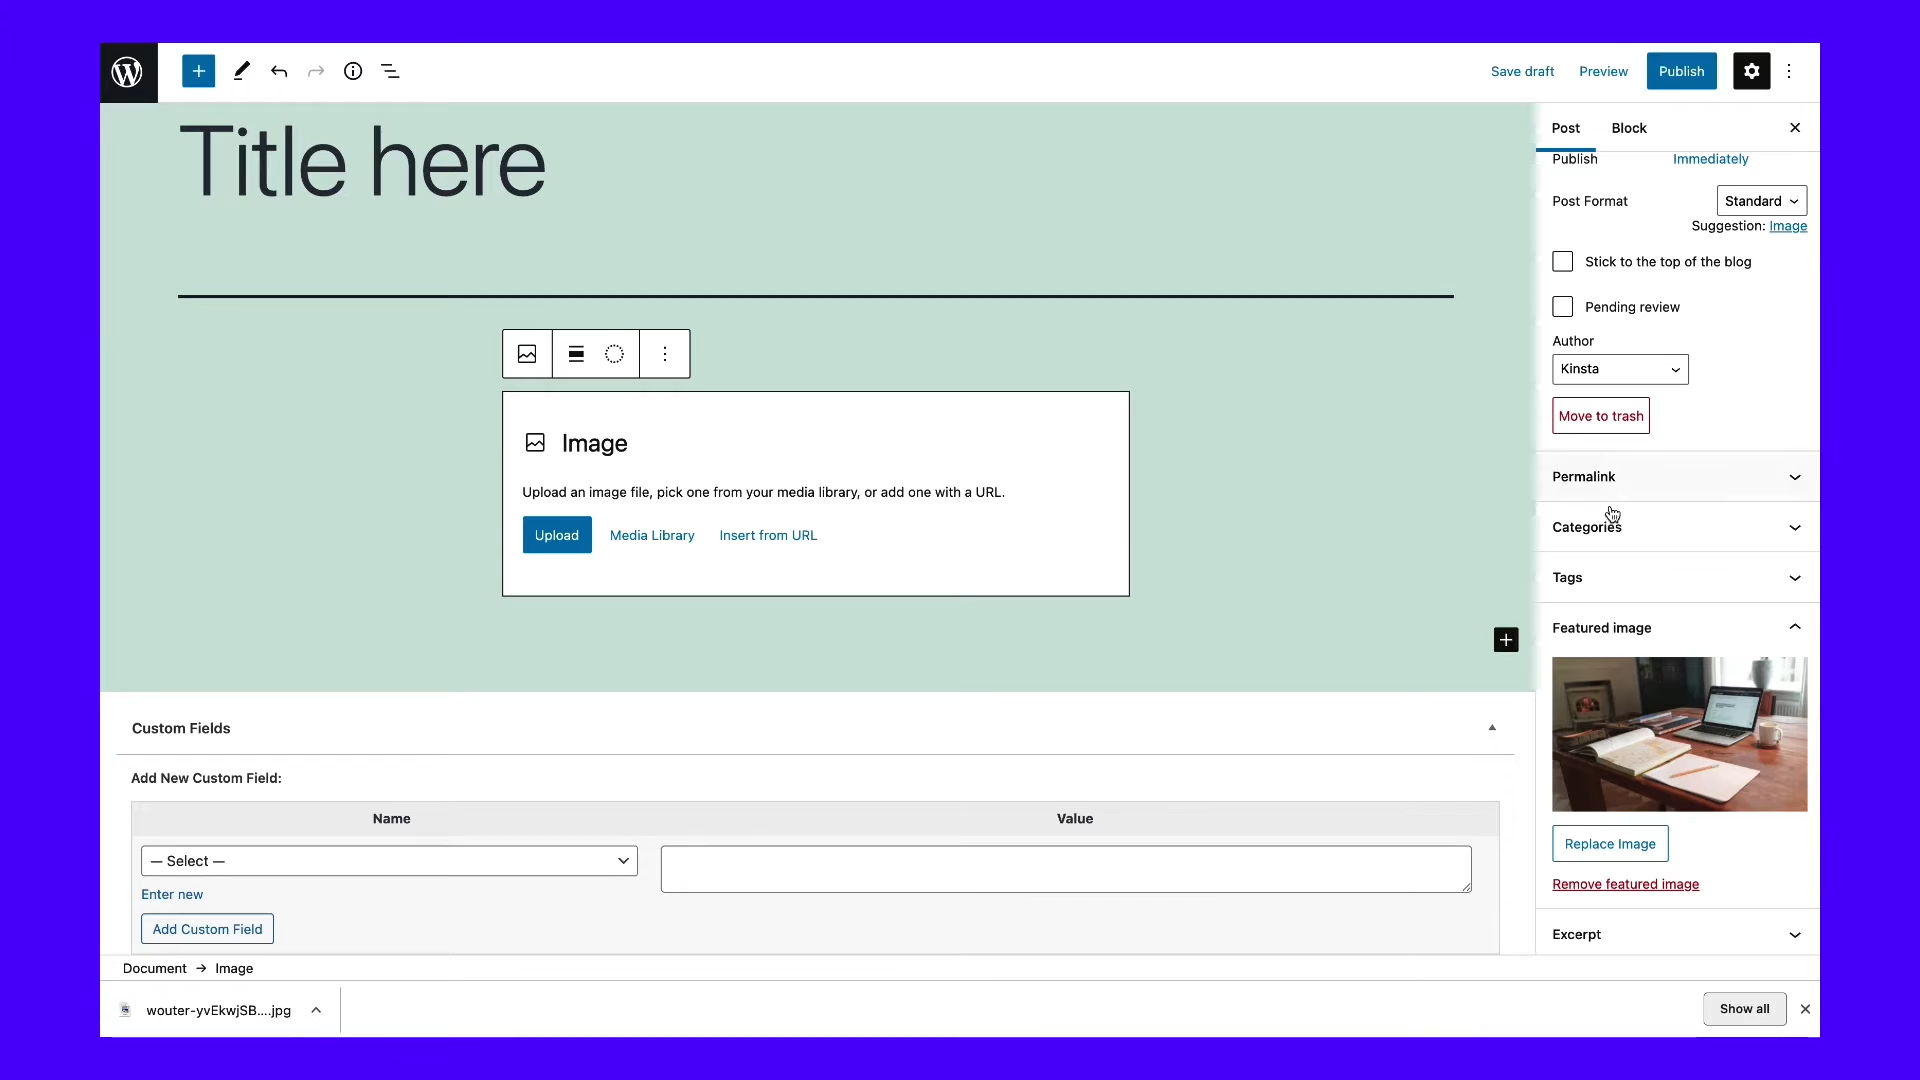 Save draft
Preview
Publish
Title here
Post
Block
Publish
Immediately
Post Format
Standard
Suggestion: Image
Stick to the top of the blog
Pending review
Author
Kinsta
Move to trash
Permalink
Categories
Tags
Featured image
Replace Image
Remove featured image
Excerpt
Image
Upload an image file, pick one from your media library, or add one with a URL.
Upload
Media Library
Insert from URL
Custom Fields
Add New Custom Field:
Name
Value
— Select —
Enter new
Add Custom Field
Document → Image
wouter-yvEkwjSB....jpg
Show all